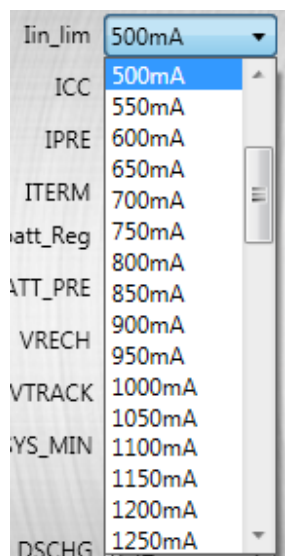 Iin_lim 500mA
ICC 500mA
550mA
IPRE 600mA
650mA
ITERM 700mA
att_Reg 750mA
800mA
ATT_PRE 850mA
900mA
VRECH 950mA
VTRACK 1000mA
1050mA
YS_MIN 1100mA
1150mA
1200mA
DSCHG 1250mA